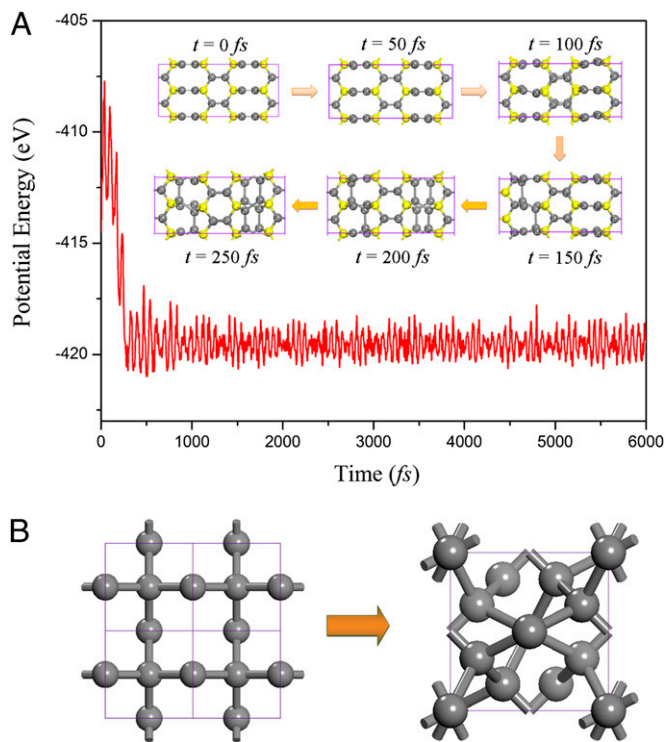 A
-405
-410
-415
-420
Potential Energy (eV)
t = 0 fs
t = 50 fs
t = 100 fs
t = 250 fs
t = 200 fs
t = 150 fs
0
1000
2000
3000
4000
5000
6000
Time (fs)
B